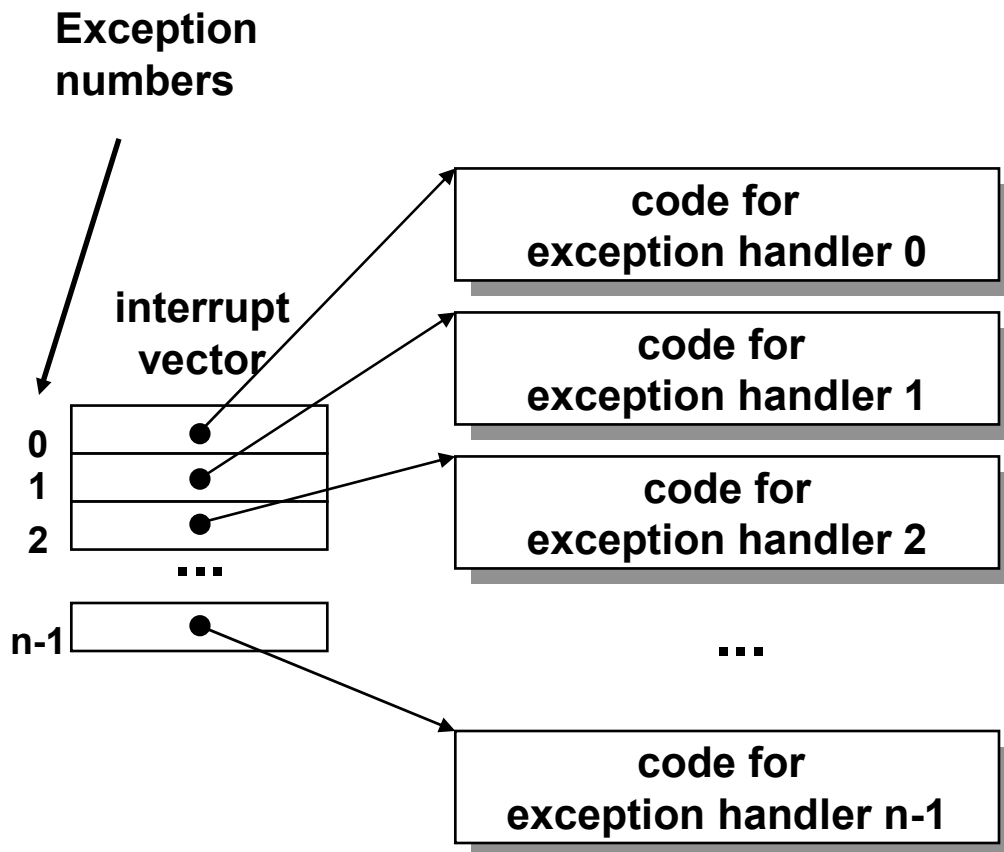 Exception
numbers
code for
exception handler 0
interrupt
vector
code for
exception handler 1
0
1
2
...
n-1
code for
exception handler 2
...
code for
exception handler n-1